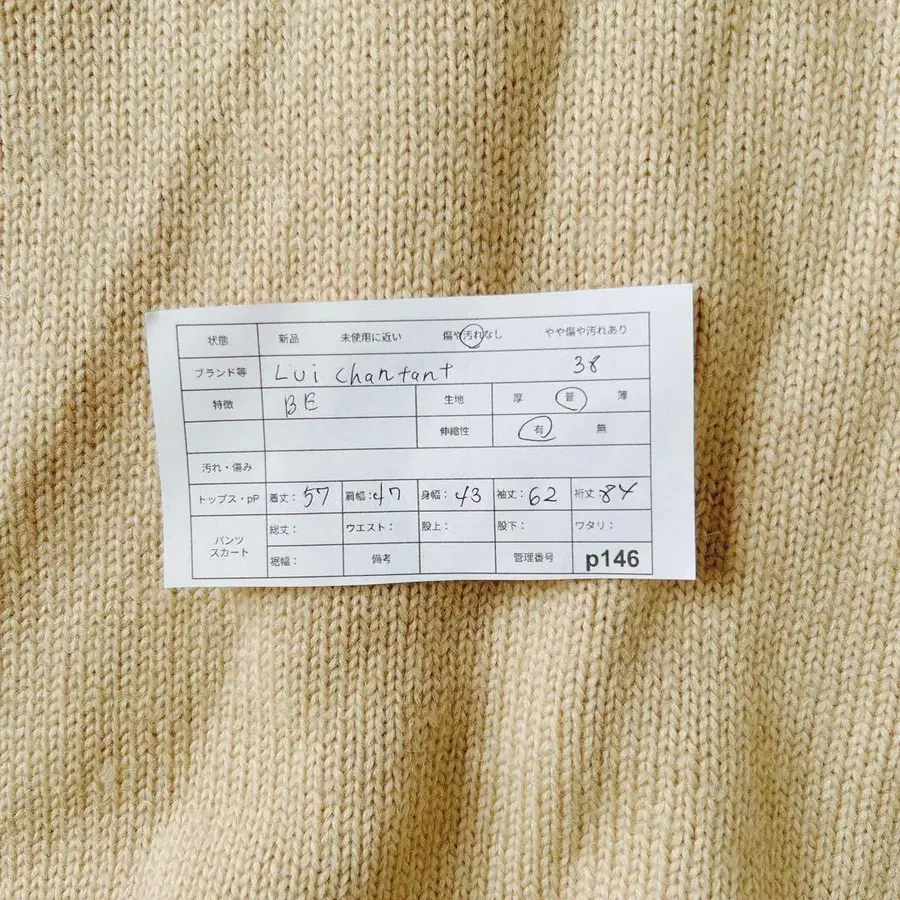 状態 新品 未使用に近い 傷や汚れなし やや傷や汚れあり
ブランド等 Lui chantant 38
特徴 BE 生地 厚 普 薄
伸縮性 有 無
汚れ・傷み
トップス・pP 着丈：57 肩幅：47 身幅：43 袖丈：62 裄丈：84
パンツ スカート 総丈： ウエスト： 股上： 股下： ワタリ：
裾幅： 備考 管理番号 p146